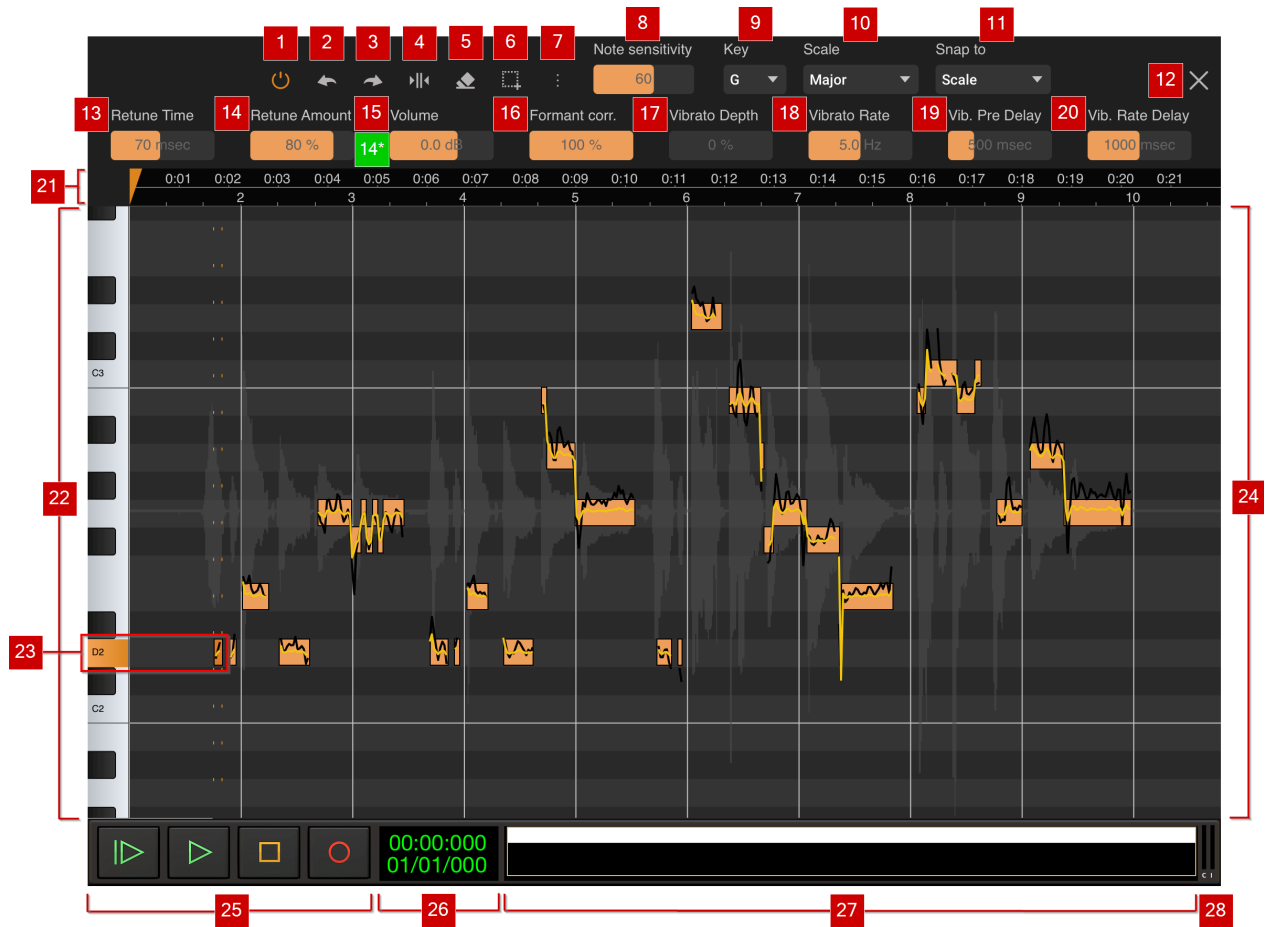 1 2 3 4 5 6 7 8 9 10 11
Note sensitivity Key Scale Snap to
60 G Major Scale 12
13 Retune Time 14 Retune Amount 15 Volume 16 Formant corr. 17 Vibrato Depth 18 Vibrato Rate 19 Vib. Pre Delay 20 Vib. Rate Delay
70 msec 80 % 14* 0.0 dB 100 % 0 % 5.0 Hz 500 msec 1000 msec
21 0:01 0:02 0:03 0:04 0:05 0:06 0:07 0:08 0:09 0:10 0:11 0:12 0:13 0:14 0:15 0:16 0:17 0:18 0:19 0:20 0:21
2 3 4 5 6 7 8 9 10
C3
22 24
23 D2
C2
00:00:000
01/01/000
C I
25 26 27 28